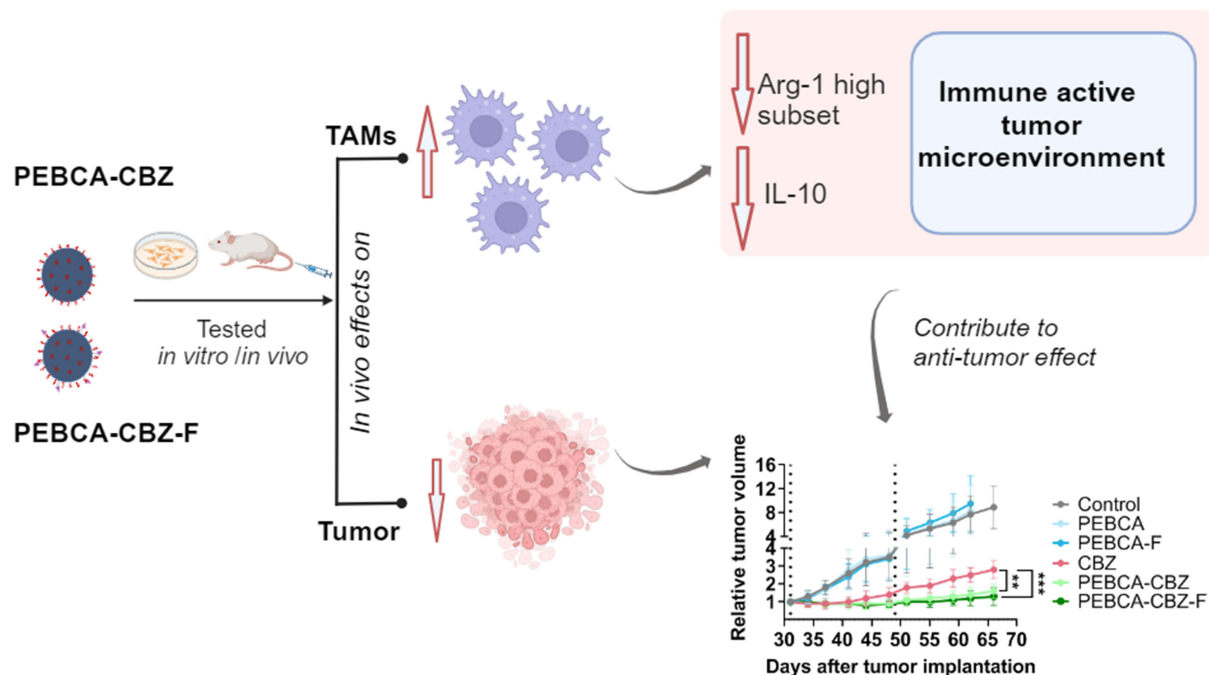 PEBCA-CBZ
PEBCA-CBZ-F
Tested
in vitro /in vivo
In vivo effects on
TAMs
Tumor
Arg-1 high
subset
IL-10
Immune active
tumor
microenvironment
Contribute to
anti-tumor effect
Relative tumor volume
16
12
8
4
4
3
2
1
30 35 40 45 50 55 60 65 70
Days after tumor implantation
Control
PEBCA
PEBCA-F
CBZ
PEBCA-CBZ
PEBCA-CBZ-F
**
***